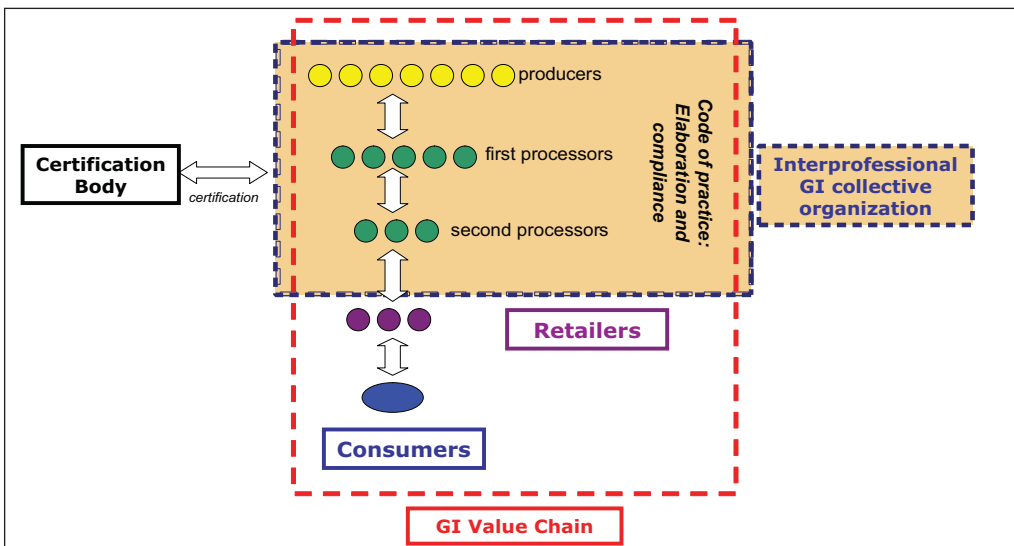 producers
first processors
second processors
Code of practice:
Elaboration and
compliance
Certification
Body
certification
Interprofessional
GI collective
organization
Retailers
Consumers
GI Value Chain